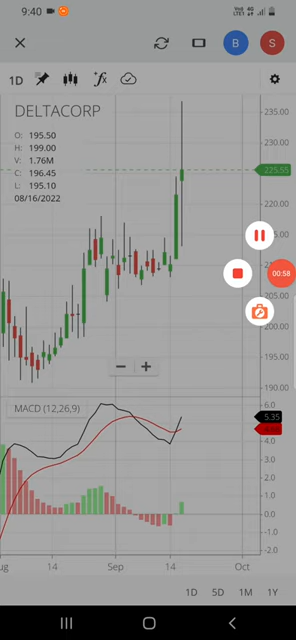 9:40
B
S
1D
fx
DELTACORP
O: 195.50
H: 199.00
V: 1.76M
C: 196.45
L: 195.10
08/16/2022
235.00
230.00
225.55
00:58
205.00
200.00
195.00
190.00
MACD (12,26,9)
6.0
5.35
4.0
3.0
2.0
1.0
0.0
-1.0
-2.0
14
Sep
14
Oct
1D
5D
1M
1Y